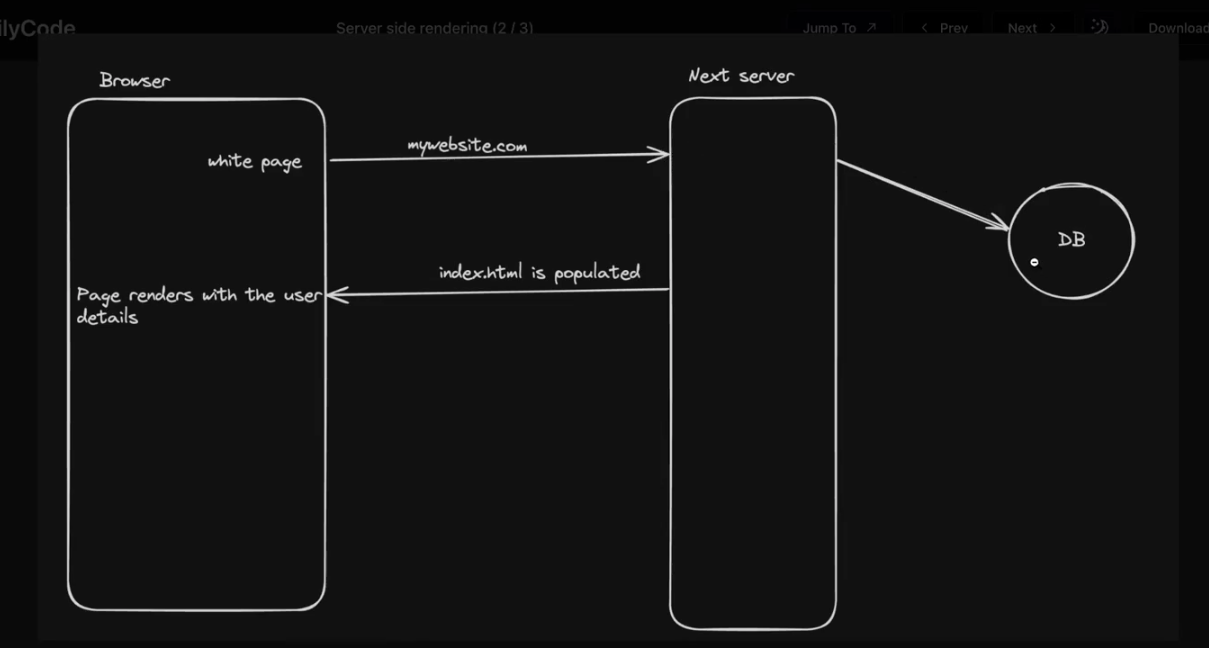 ilyCode
Server side rendering (2 / 3)
Jump To
Prev
Next
Download
Browser
Next server
white page
mywebsite.com
DB
index.html is populated
Page renders with the user
details